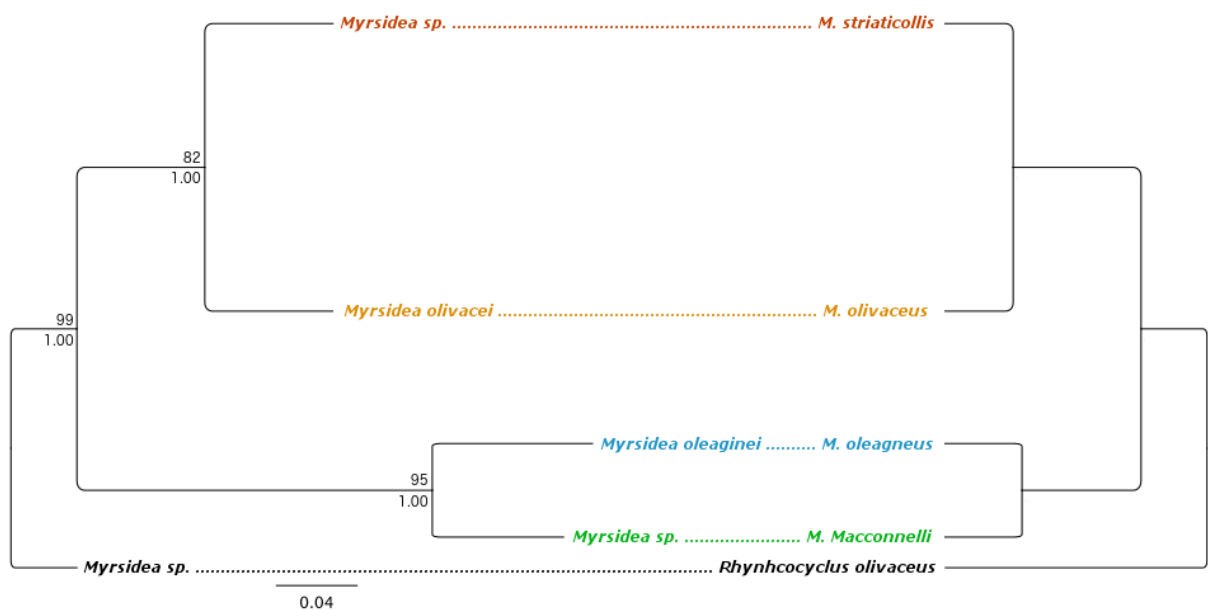 Myrsidea sp. ........................................................................ M. striaticollis
82
1.00
Myrsidea olivacei ................................................................ M. olivaceus
99
1.00
Myrsidea oleaginei .......... M. oleagneus
95
1.00
Myrsidea sp. ....................... M. Macconnelli
Myrsidea sp. ........................................................................................................ Rhynhcocyclus olivaceus
0.04